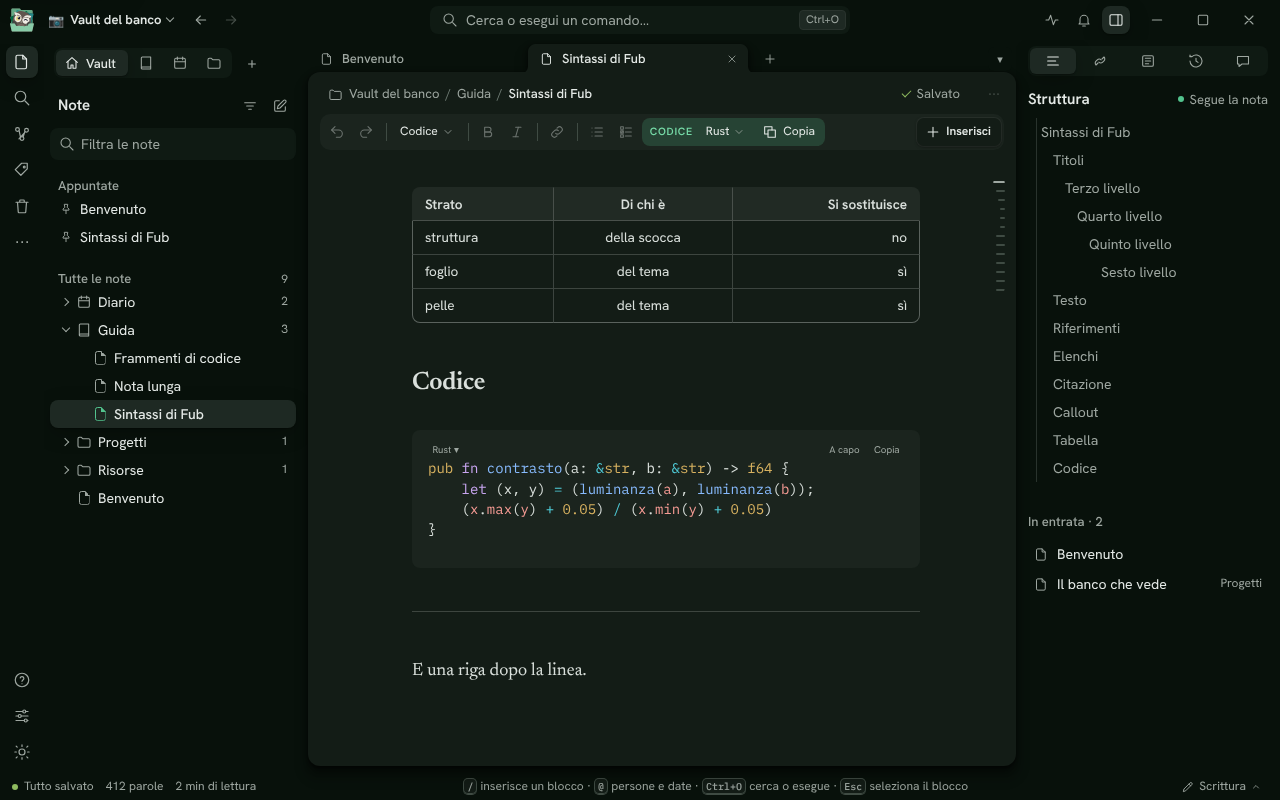 Vault del banco
Cerca o esegui un comando...
Ctrl+O
Vault
Note
Filtra le note
Appuntate
Benvenuto
Sintassi di Fub
Tutte le note 9
Diario 2
Guida 3
Frammenti di codice
Nota lunga
Sintassi di Fub
Progetti 1
Risorse 1
Benvenuto
Benvenuto
Sintassi di Fub
Vault del banco / Guida / Sintassi di Fub
Salvato
Codice
B I
CODICE Rust
Copia
Inserisci
Strato Di chi è Si sostituisce
struttura della scocca no
foglio del tema sì
pelle del tema sì
Codice
Rust ▾ A capo Copia
pub fn contrasto(a: &str, b: &str) -> f64 {
    let (x, y) = (luminanza(a), luminanza(b));
    (x.max(y) + 0.05) / (x.min(y) + 0.05)
}
E una riga dopo la linea.
Struttura
Segue la nota
Sintassi di Fub
Titoli
Terzo livello
Quarto livello
Quinto livello
Sesto livello
Testo
Riferimenti
Elenchi
Citazione
Callout
Tabella
Codice
In entrata · 2
Benvenuto
Il banco che vede Progetti
Tutto salvato 412 parole 2 min di lettura
/ inserisce un blocco · @ persone e date · Ctrl+O cerca o esegue · Esc seleziona il blocco
Scrittura